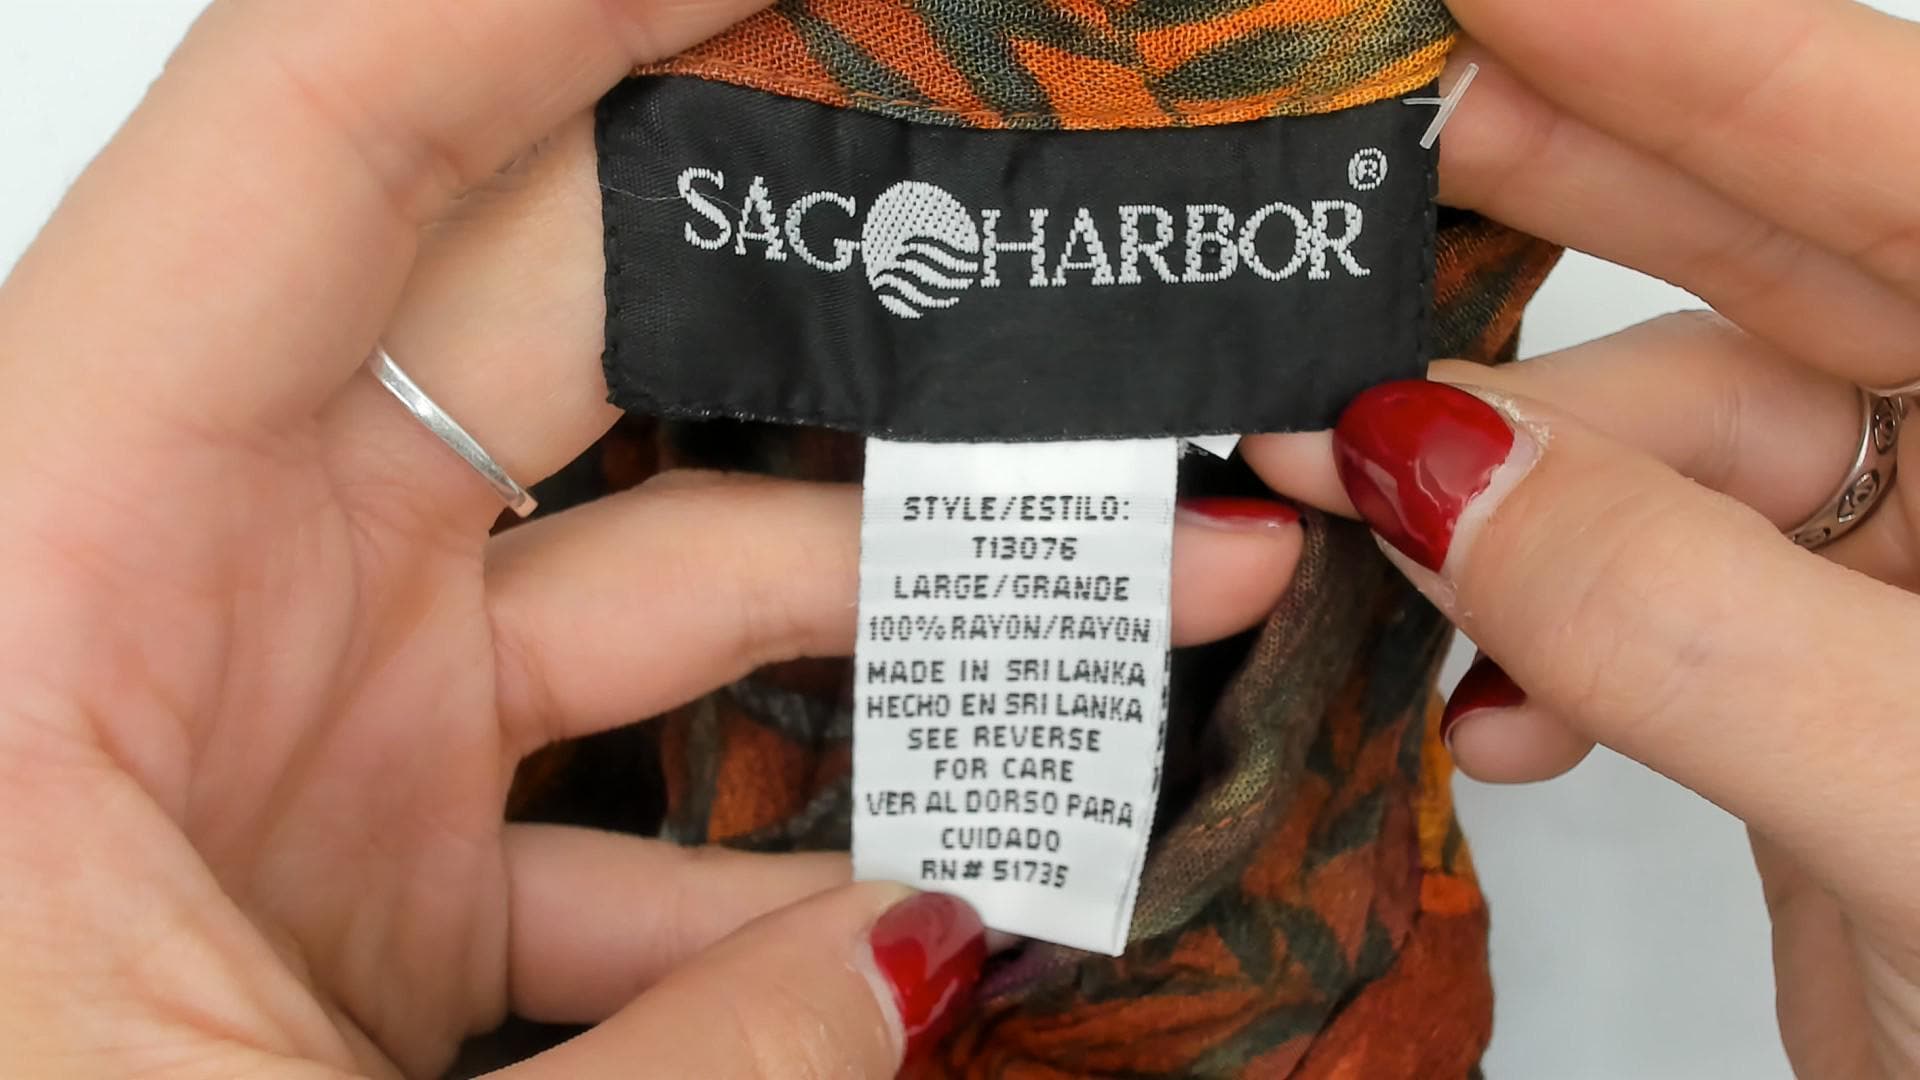 SAG HARBOR®
STYLE/ESTILO:
T13076
LARGE/GRANDE
100% RAYON/RAYON
MADE IN SRI LANKA
HECHO EN SRI LANKA
SEE REVERSE
FOR CARE
VER AL DORSO PARA
CUIDADO
RN# 51735